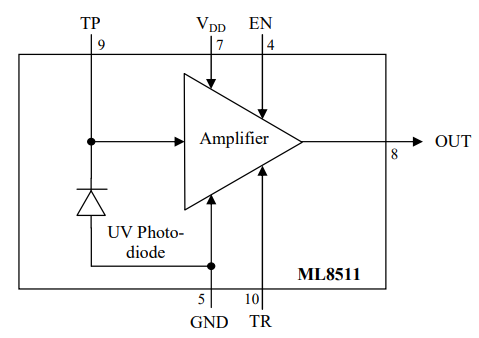 TP VDD EN
9 7 4
Amplifier
OUT
8
UV Photo-
diode
ML8511
5 10
GND TR